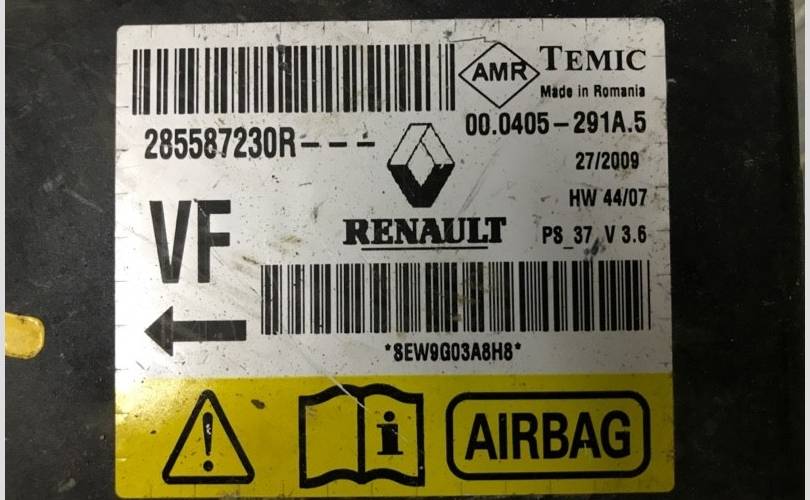 AMR TEMIC
Made in Romania
285587230R---
00.0405-291A.5
27/2009
HW 44/07
VF
RENAULT
P8_37_V 3.6
*8EW9G03A8H8*
i
AIRBAG